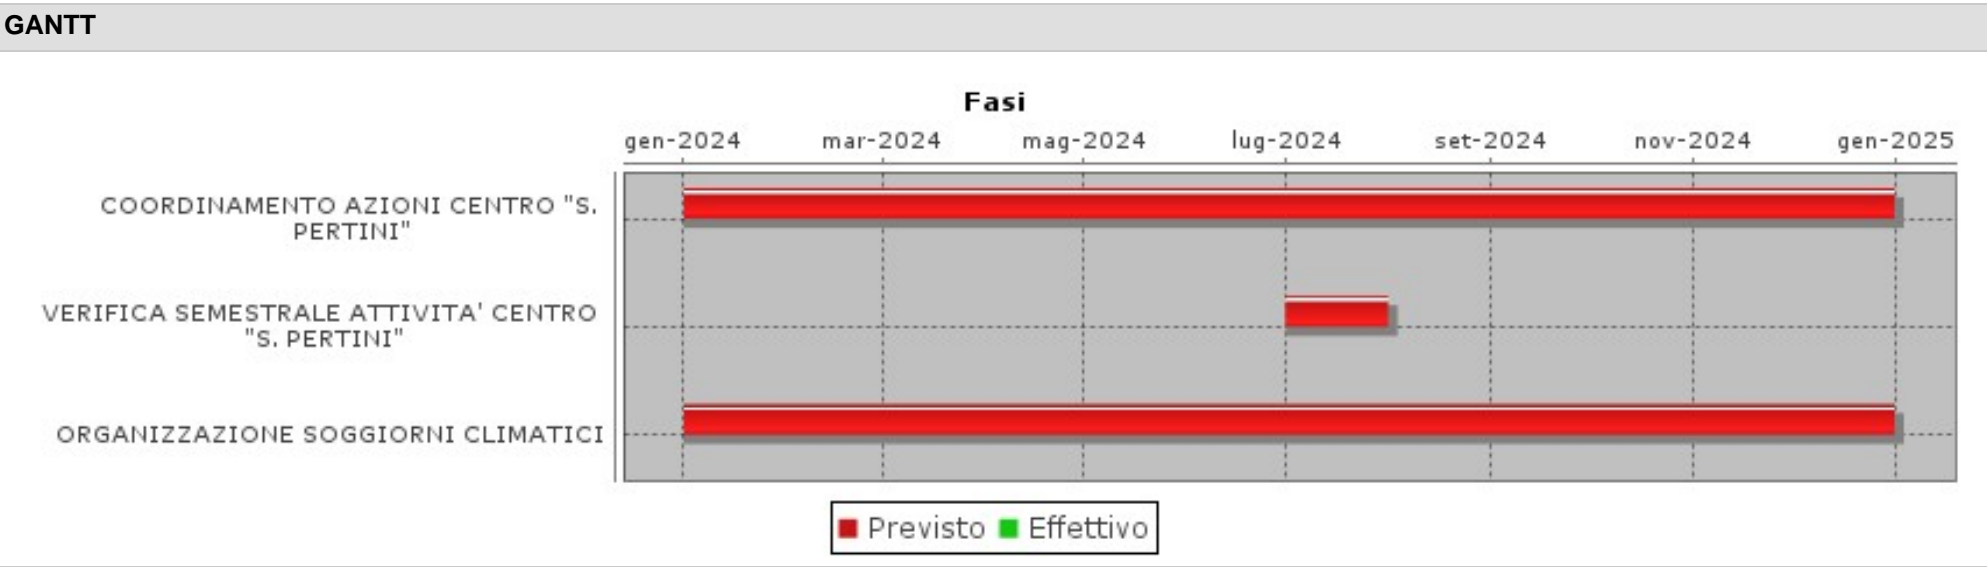 GANTT
Fasi
gen-2024 mar-2024 mag-2024 lug-2024 set-2024 nov-2024 gen-2025
COORDINAMENTO AZIONI CENTRO "S.
PERTINI"
VERIFICA SEMESTRALE ATTIVITA' CENTRO
"S. PERTINI"
ORGANIZZAZIONE SOGGIORNI CLIMATICI
Previsto Effettivo